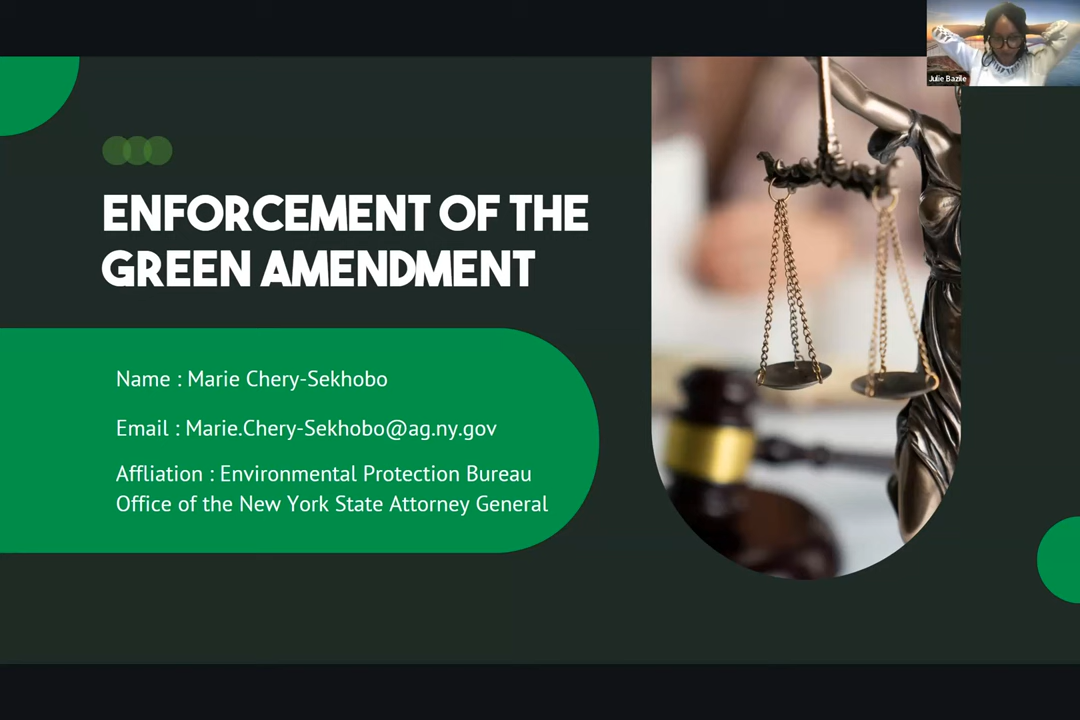 Julie Bazile
ENFORCEMENT OF THE
GREEN AMENDMENT
Name : Marie Chery-Sekhobo
Email : Marie.Chery-Sekhobo@ag.ny.gov
Affliation : Environmental Protection Bureau
Office of the New York State Attorney General